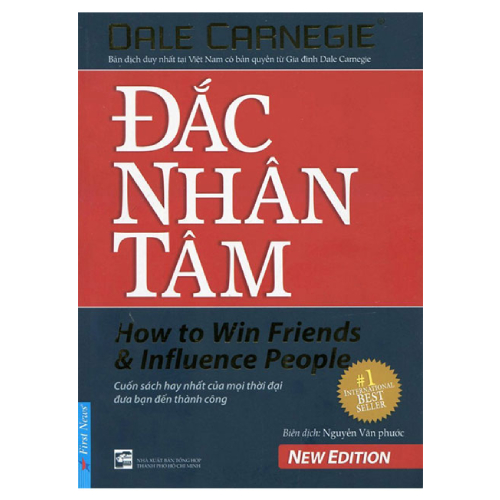 DALE CARNEGIE
Bản dịch duy nhất tại Việt Nam có bản quyền từ Gia đình Dale Carnegie
ĐẮC
NHÂN
TÂM
How to Win Friends
& Influence People
Cuốn sách hay nhất của mọi thời đại
đưa bạn đến thành công
#1
INTERNATIONAL
BEST
SELLER
Biên dịch: Nguyễn Văn phước
NEW EDITION
First News
NHÀ XUẤT BẢN TỔNG HỢP
THÀNH PHỐ HỒ CHÍ MINH